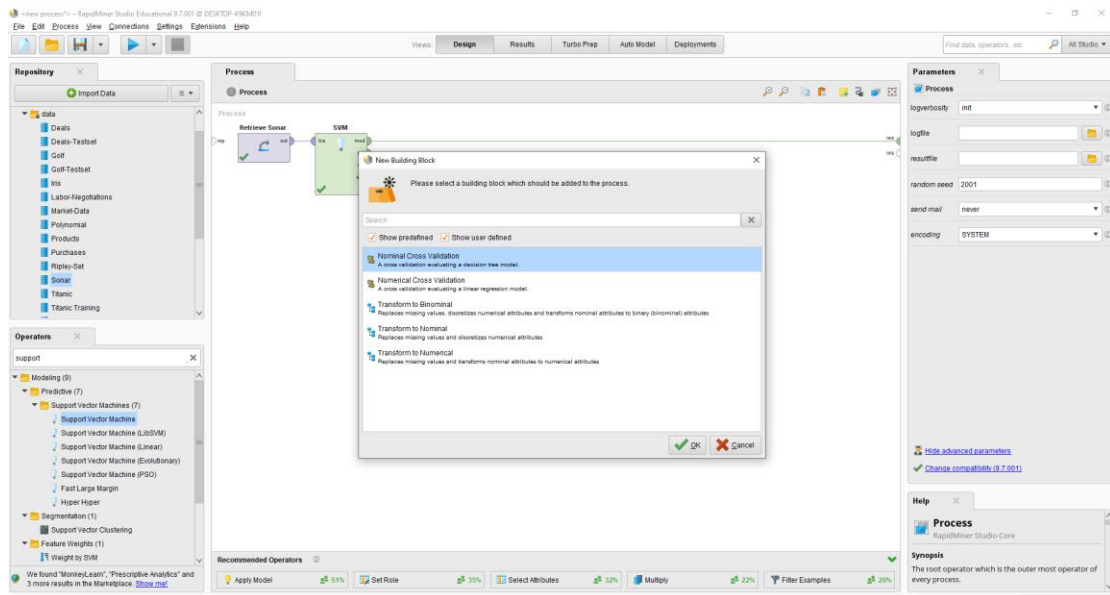 <new process*> – RapidMiner Studio Educational 9.7.001 @ DESKTOP-K9KM01I
File Edit Process View Connections Settings Extensions Help
Views: Design Results Turbo Prep Auto Model Deployments
Find data, operators...etc All Studio
Repository
Import Data
data
Deals
Deals-Testset
Golf
Golf-Testset
Iris
Labor-Negotiations
Market-Data
Polynomial
Products
Purchases
Ripley-Set
Sonar
Titanic
Titanic Training
Operators
support
Modeling (9)
Predictive (7)
Support Vector Machines (7)
Support Vector Machine
Support Vector Machine (LibSVM)
Support Vector Machine (Linear)
Support Vector Machine (Evolutionary)
Support Vector Machine (PSO)
Fast Large Margin
Hyper Hyper
Segmentation (1)
Support Vector Clustering
Feature Weights (1)
Weight by SVM
We found "MonkeyLearn", "Prescriptive Analytics" and
3 more results in the Marketplace. Show me!
Process
Process
Process
Retrieve Sonar SVM
inp out tra mod res
res
New Building Block
Please select a building block which should be added to the process.
Search
Show predefined Show user defined
Nominal Cross Validation
A cross validation evaluating a decision tree model.
Numerical Cross Validation
A cross validation evaluating a linear regression model.
Transform to Binominal
Replaces missing values, discretizes numerical attributes and transforms nominal attributes to binary (binominal) attributes
Transform to Nominal
Replaces missing values and discretizes numerical attributes
Transform to Numerical
Replaces missing values and transforms nominal attributes to numerical attributes
OK Cancel
Recommended Operators
Apply Model 51% Set Role 35% Select Attributes 32% Multiply 22% Filter Examples 20%
Parameters
Process
logverbosity init
logfile
resultfile
random seed 2001
send mail never
encoding SYSTEM
Hide advanced parameters
Change compatibility (9.7.001)
Help
Process
RapidMiner Studio Core
Synopsis
The root operator which is the outer most operator of
every process.